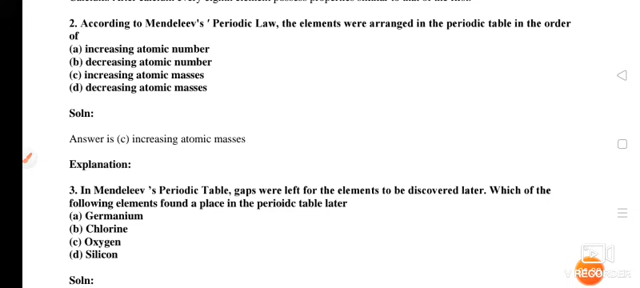 2. According to Mendeleev's ' Periodic Law, the elements were arranged in the periodic table in the order
of
(a) increasing atomic number
(b) decreasing atomic number
(c) increasing atomic masses
(d) decreasing atomic masses
Soln:
Answer is (c) increasing atomic masses
Explanation:
3. In Mendeleev 's Periodic Table, gaps were left for the elements to be discovered later. Which of the
following elements found a place in the perioidc table later
(a) Germanium
(b) Chlorine
(c) Oxygen
(d) Silicon
Soln:
V RECORDER